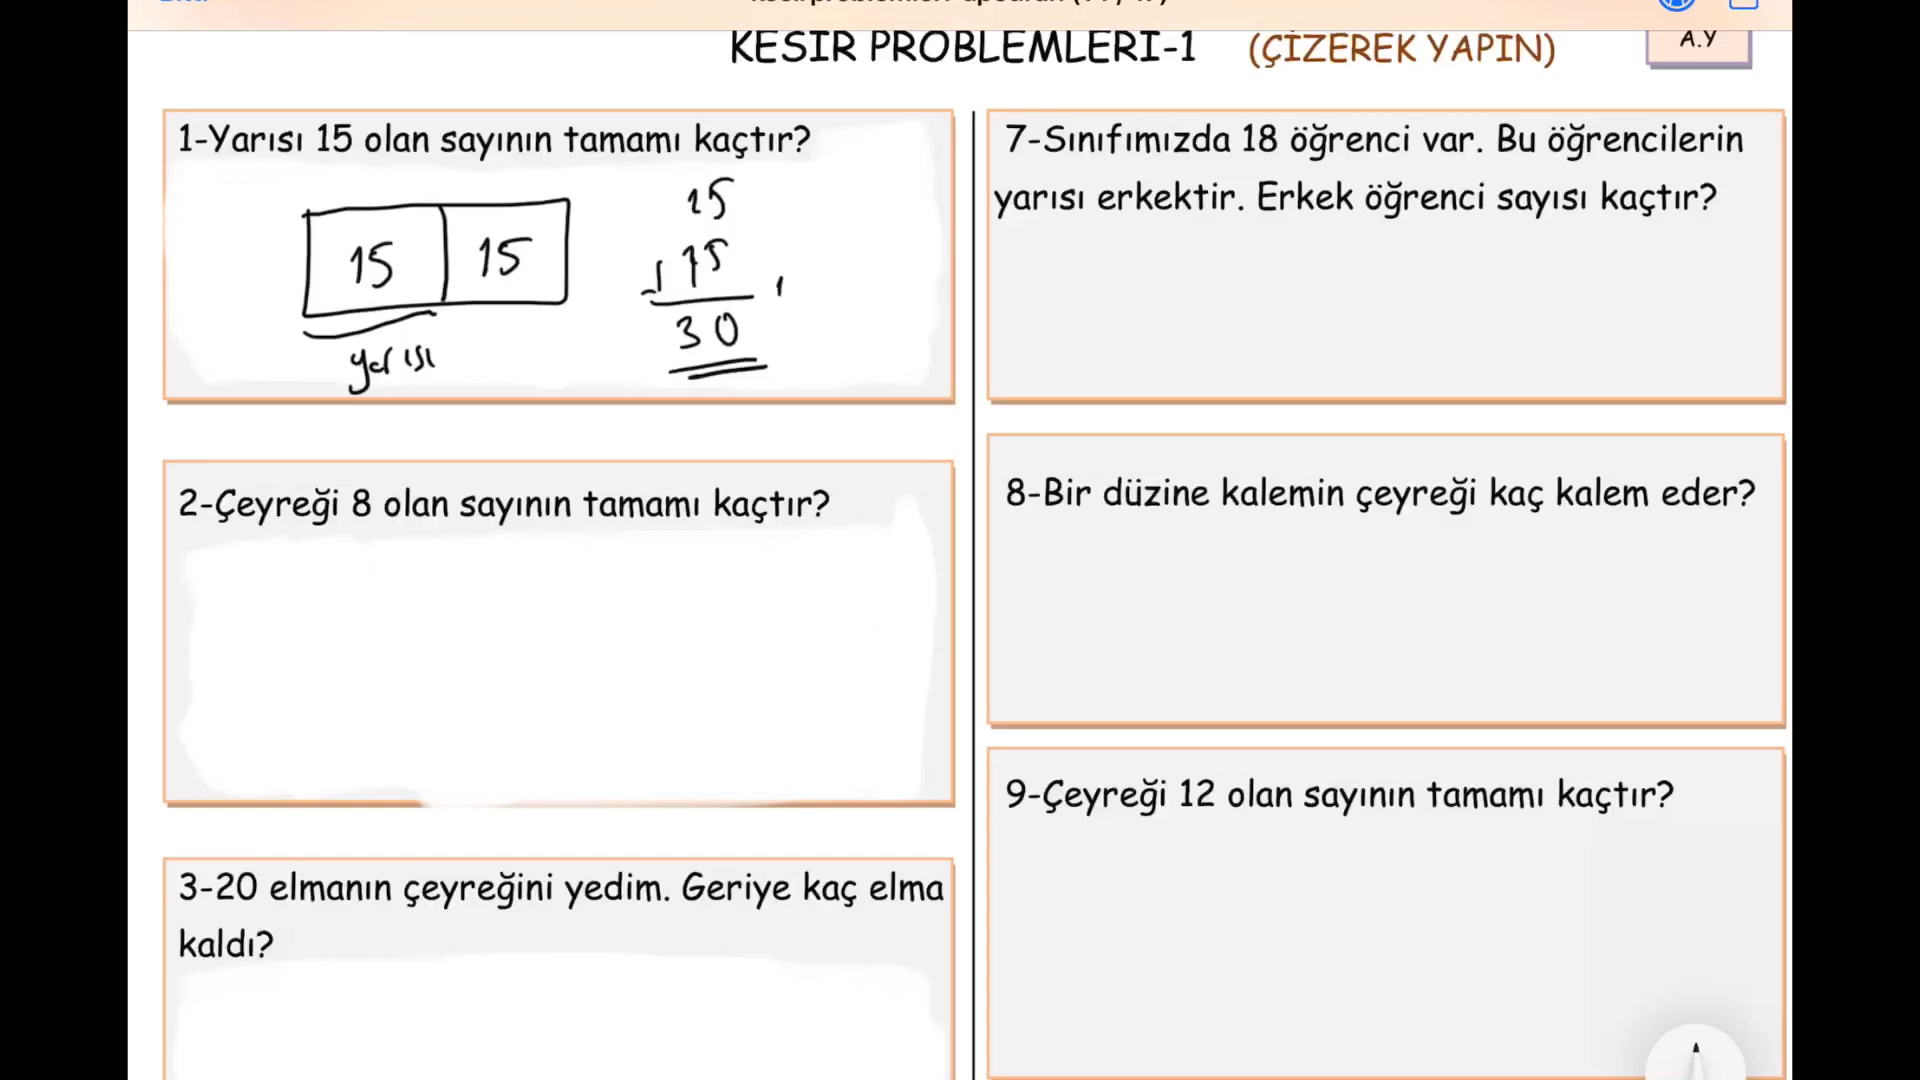 KESİR PROBLEMLERİ-1 (ÇİZEREK YAPIN)
A.Y
1-Yarısı 15 olan sayının tamamı kaçtır?
15 15
yarısı
15
+ 15
30
2-Çeyreği 8 olan sayının tamamı kaçtır?
3-20 elmanın çeyreğini yedim. Geriye kaç elma
kaldı?
7-Sınıfımızda 18 öğrenci var. Bu öğrencilerin
yarısı erkektir. Erkek öğrenci sayısı kaçtır?
8-Bir düzine kalemin çeyreği kaç kalem eder?
9-Çeyreği 12 olan sayının tamamı kaçtır?